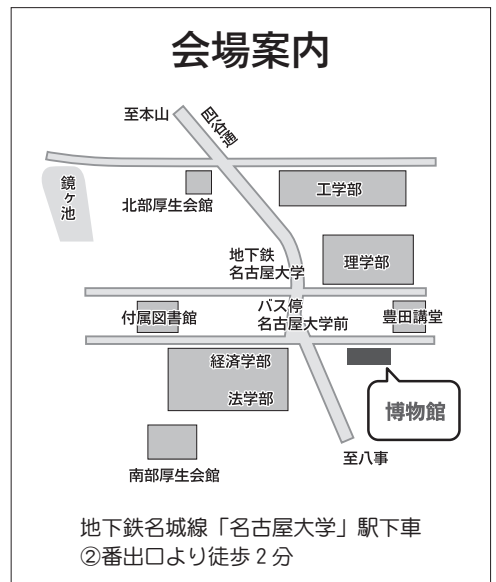 会場案内
至本山
四谷通
鏡ヶ池
北部厚生会館
工学部
地下鉄
名古屋大学
理学部
バス停
名古屋大学前
付属図書館
豊田講堂
経済学部
法学部
博物館
至八事
南部厚生会館
地下鉄名城線「名古屋大学」駅下車
②番出口より徒歩2分